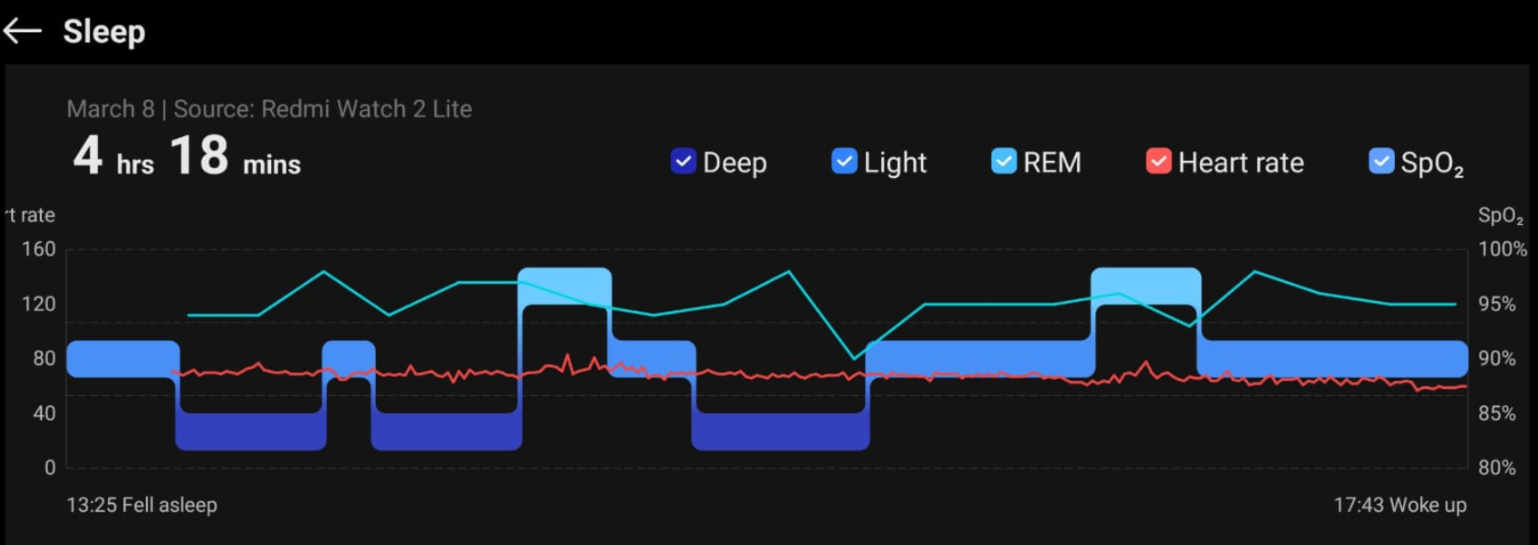 Sleep
March 8 | Source: Redmi Watch 2 Lite
4 hrs 18 mins
Deep Light REM Heart rate SpO₂
t rate SpO₂
160 100%
120 95%
80 90%
40 85%
0 80%
13:25 Fell asleep 17:43 Woke up